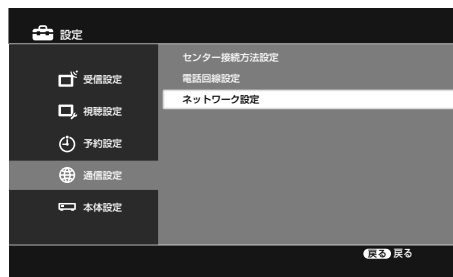 設定
受信設定
視聴設定
予約設定
通信設定
本体設定
センター接続方法設定
電話回線設定
ネットワーク設定
戻る 戻る